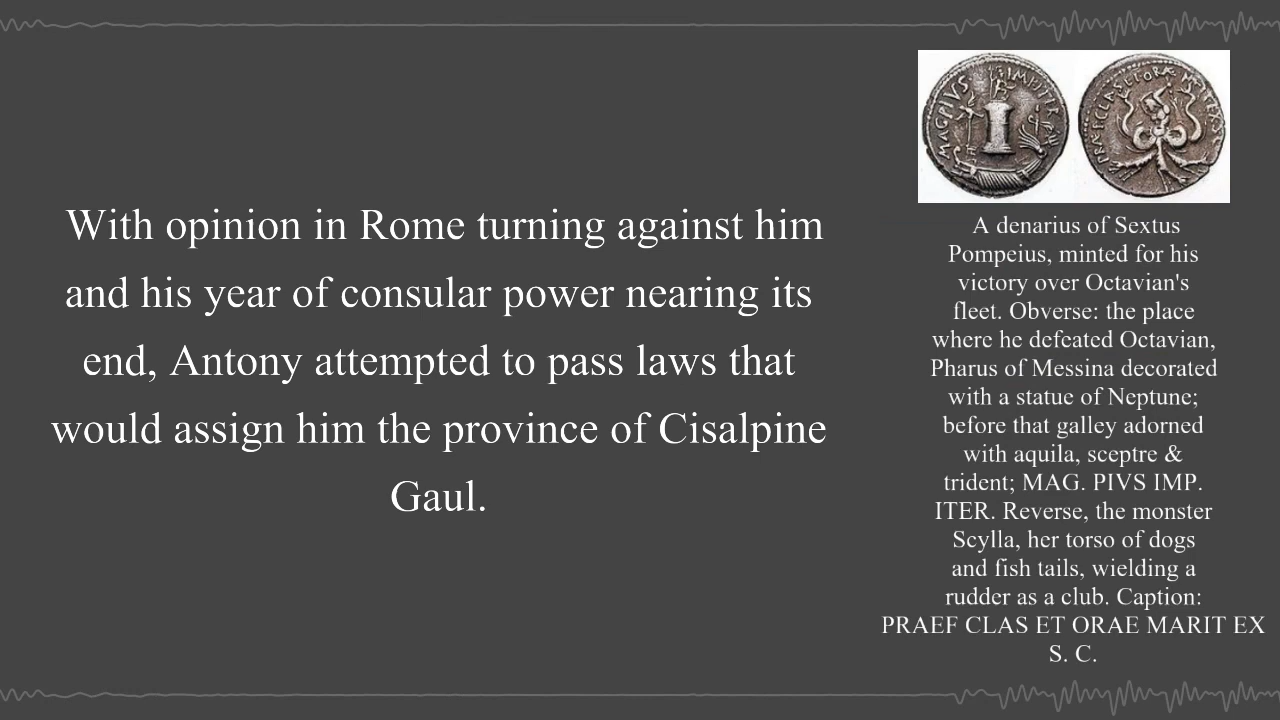 With opinion in Rome turning against him
and his year of consular power nearing its
end, Antony attempted to pass laws that
would assign him the province of Cisalpine
Gaul.
A denarius of Sextus
Pompeius, minted for his
victory over Octavian's
fleet. Obverse: the place
where he defeated Octavian,
Pharus of Messina decorated
with a statue of Neptune;
before that galley adorned
with aquila, sceptre &
trident; MAG. PIVS IMP.
ITER. Reverse, the monster
Scylla, her torso of dogs
and fish tails, wielding a
rudder as a club. Caption:
PRAEF CLAS ET ORAE MARIT EX
S. C.